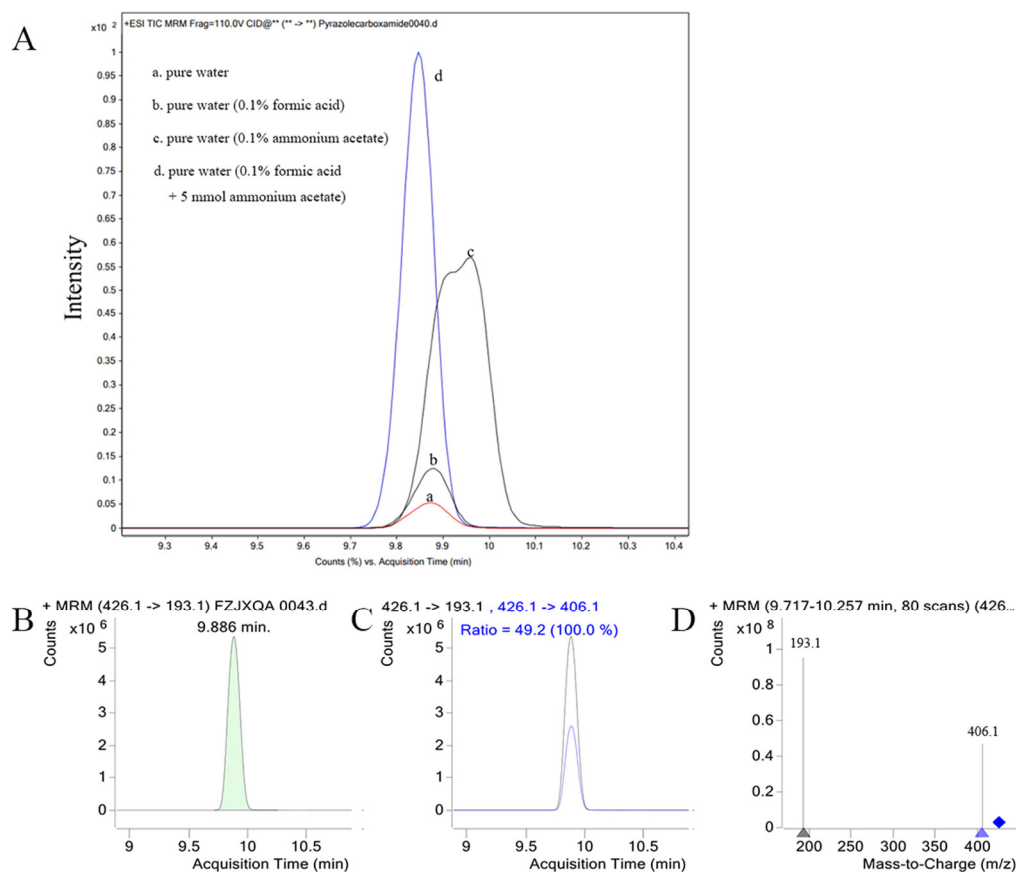 A
+ESI TIC MRM Frag=110.0V CID@** (** -> **) Pyrazolecarboxamide0040.d
x10 ²
1
0.95
0.9
0.85
0.8
0.75
0.7
0.65
0.6
0.55
0.5
0.45
0.4
0.35
0.3
0.25
0.2
0.15
0.1
0.05
0
Intensity
a. pure water
b. pure water (0.1% formic acid)
c. pure water (0.1% ammonium acetate)
d. pure water (0.1% formic acid
+ 5 mmol ammonium acetate)
d
c
b
a
9.3 9.4 9.5 9.6 9.7 9.8 9.9 10 10.1 10.2 10.3 10.4
Counts (%) vs. Acquisition Time (min)
B
+ MRM (426.1 -> 193.1) FZJXQA 0043.d
x10 6
Counts
9.886 min.
5
4
3
2
1
0
9 9.5 10 10.5
Acquisition Time (min)
C
426.1 -> 193.1 , 426.1 -> 406.1
x10 6
Counts
Ratio = 49.2 (100.0 %)
5
4
3
2
1
0
9 9.5 10 10.5
Acquisition Time (min)
D
+ MRM (9.717-10.257 min, 80 scans) (426...
x10 8
Counts
1
0.8
0.6
0.4
0.2
0
193.1
406.1
200 250 300 350 400
Mass-to-Charge (m/z)